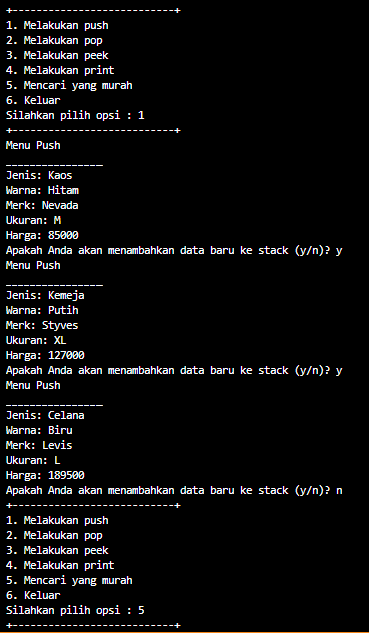 +---------------------------+
1. Melakukan push
2. Melakukan pop
3. Melakukan peek
4. Melakukan print
5. Mencari yang murah
6. Keluar
Silahkan pilih opsi : 1
+---------------------------+
Menu Push
________________
Jenis: Kaos
Warna: Hitam
Merk: Nevada
Ukuran: M
Harga: 85000
Apakah Anda akan menambahkan data baru ke stack (y/n)? y
Menu Push
________________
Jenis: Kemeja
Warna: Putih
Merk: Styves
Ukuran: XL
Harga: 127000
Apakah Anda akan menambahkan data baru ke stack (y/n)? y
Menu Push
________________
Jenis: Celana
Warna: Biru
Merk: Levis
Ukuran: L
Harga: 189500
Apakah Anda akan menambahkan data baru ke stack (y/n)? n
+---------------------------+
1. Melakukan push
2. Melakukan pop
3. Melakukan peek
4. Melakukan print
5. Mencari yang murah
6. Keluar
Silahkan pilih opsi : 5
+---------------------------+